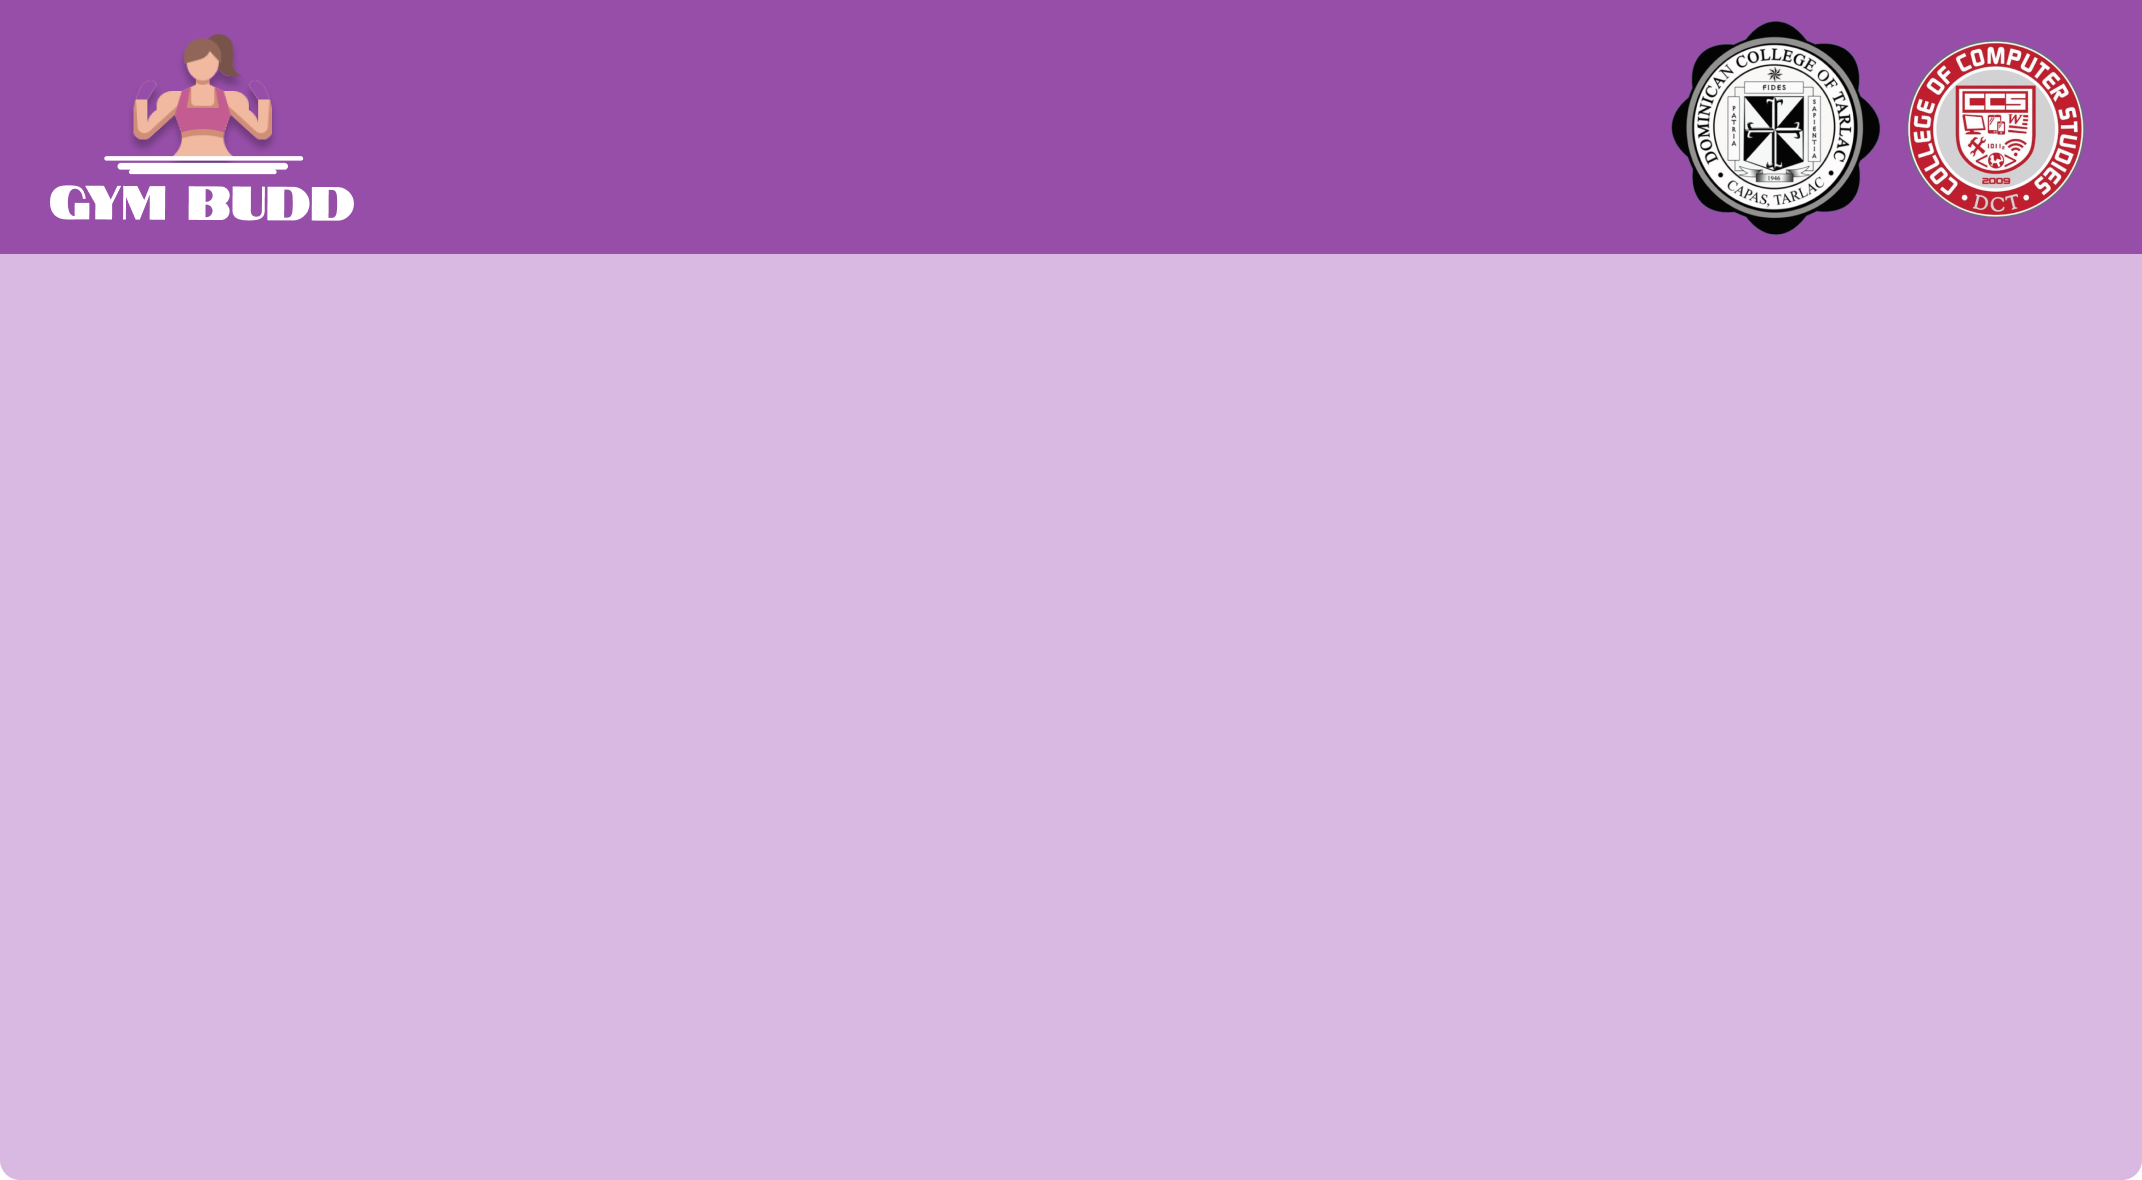 GYM BUDD
DOMINICAN COLLEGE OF TARLAC
FIDES
PATRIA
SAPIENTIA
1946
CAPAS, TARLAC
COLLEGE OF COMPUTER STUDIES
CCS
W
2009
DCT